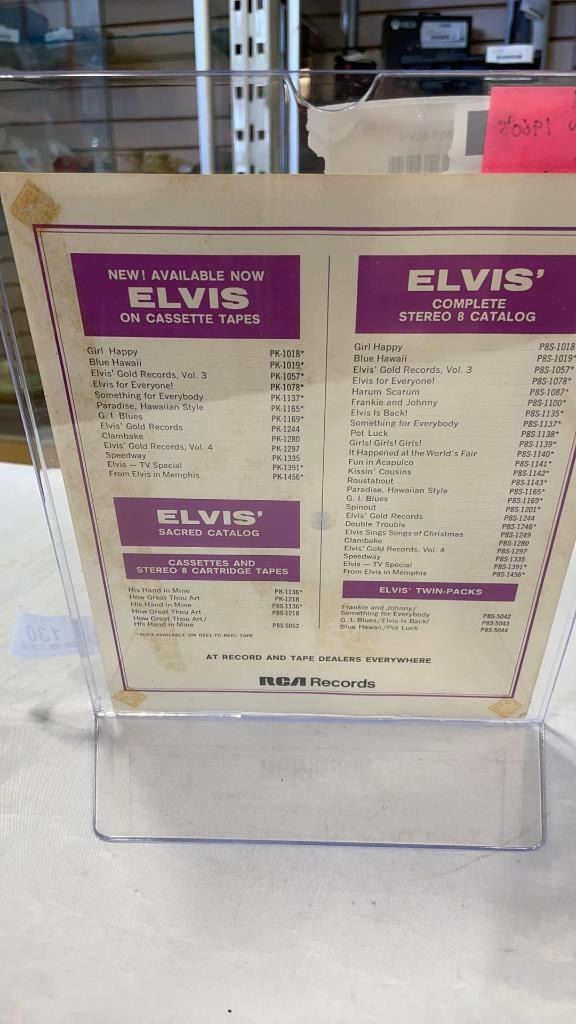 1960's
NEW! AVAILABLE NOW
ELVIS
ON CASSETTE TAPES
Girl Happy PK-1018*
Blue Hawaii PK-1019*
Elvis' Gold Records, Vol. 3 PK-1057*
Elvis for Everyone! PK-1078*
Something for Everybody PK-1137*
Paradise, Hawaiian Style PK-1165*
G. I. Blues PK-1169*
Elvis' Gold Records PK-1244
Clambake PK-1280
Elvis' Gold Records, Vol. 4 PK-1297
Speedway PK-1335
Elvis — TV Special PK-1391*
From Elvis in Memphis PK-1456*
ELVIS'
SACRED CATALOG
CASSETTES AND
STEREO 8 CARTRIDGE TAPES
His Hand in Mine PK-1136*
How Great Thou Art PK-1218
His Hand in Mine P8S-1136*
How Great Thou Art P8S-1218
How Great Thou Art/
His Hand in Mine P8S-5052
*ALSO AVAILABLE ON REEL-TO-REEL TAPE
ELVIS'
COMPLETE
STEREO 8 CATALOG
Girl Happy P8S-1018
Blue Hawaii P8S-1019*
Elvis' Gold Records, Vol. 3 P8S-1057*
Elvis for Everyone! P8S-1078*
Harum Scarum P8S-1087*
Frankie and Johnny P8S-1100*
Elvis Is Back! P8S-1135*
Something for Everybody P8S-1137*
Pot Luck P8S-1138*
Girls! Girls! Girls! P8S-1139*
It Happened at the World's Fair P8S-1140*
Fun in Acapulco P8S-1141*
Kissin' Cousins P8S-1142*
Roustabout P8S-1143*
Paradise, Hawaiian Style P8S-1165*
G. I. Blues P8S-1169*
Spinout P8S-1201*
Elvis' Gold Records P8S-1244
Double Trouble P8S-1246*
Elvis Sings Songs of Christmas P8S-1249
Clambake P8S-1280
Elvis' Gold Records, Vol. 4 P8S-1297
Speedway P8S-1335
Elvis — TV Special P8S-1391*
From Elvis in Memphis P8S-1456*
ELVIS' TWIN-PACKS
Frankie and Johnny/
Something for Everybody P8S-5042
G. I. Blues/Elvis Is Back! P8S-5043
Blue Hawaii/Pot Luck P8S-5044
AT RECORD AND TAPE DEALERS EVERYWHERE
RCA Records
130